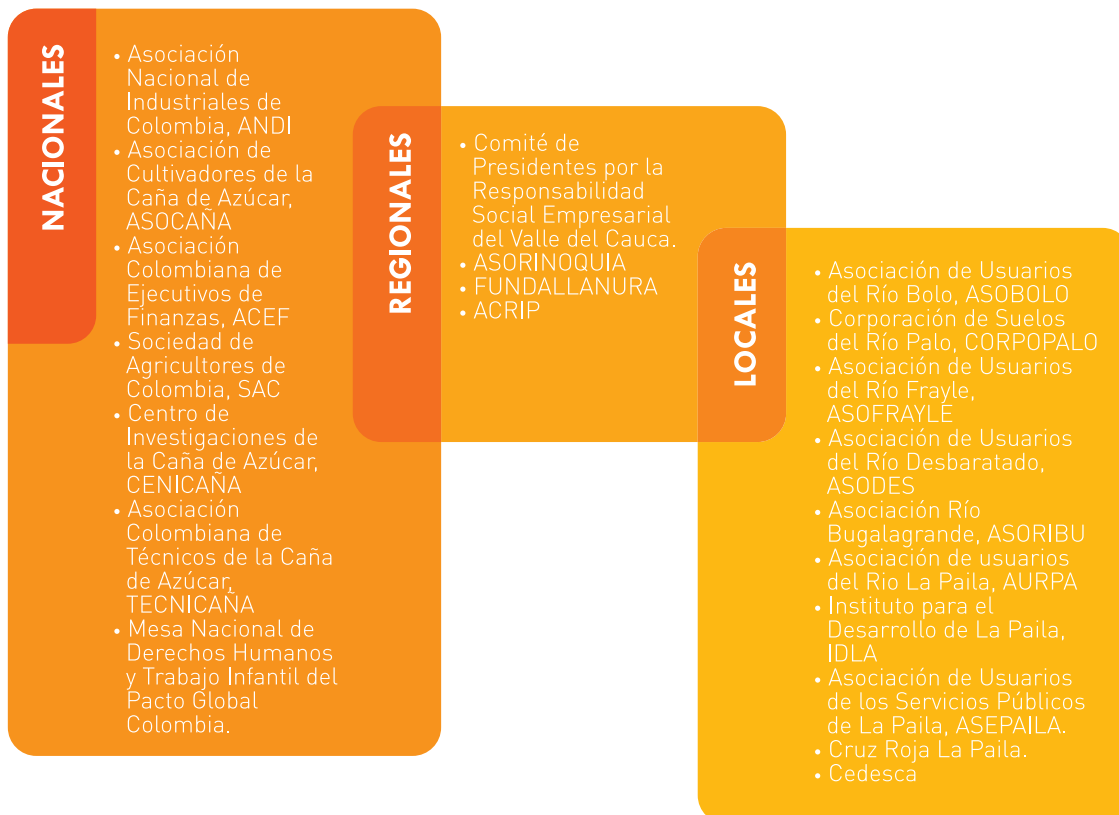 NACIONALES
• Asociación
Nacional de
Industriales de
Colombia, ANDI
• Asociación de
Cultivadores de la
Caña de Azúcar,
ASOCAÑA
• Asociación
Colombiana de
Ejecutivos de
Finanzas, ACEF
• Sociedad de
Agricultores de
Colombia, SAC
• Centro de
Investigaciones de
la Caña de Azúcar,
CENICAÑA
• Asociación
Colombiana de
Técnicos de la Caña
de Azúcar,
TECNICAÑA
• Mesa Nacional de
Derechos Humanos
y Trabajo Infantil del
Pacto Global
Colombia.
REGIONALES
• Comité de
Presidentes por la
Responsabilidad
Social Empresarial
del Valle del Cauca.
• ASORINOQUIA
• FUNDALLANURA
• ACRIP
LOCALES
• Asociación de Usuarios
del Río Bolo, ASOBOLO
• Corporación de Suelos
del Río Palo, CORPOPALO
• Asociación de Usuarios
del Río Frayle,
ASOFRAYLE
• Asociación de Usuarios
del Río Desbaratado,
ASODES
• Asociación Río
Bugalagrande, ASORIBU
• Asociación de usuarios
del Rio La Paila, AURPA
• Instituto para el
Desarrollo de La Paila,
IDLA
• Asociación de Usuarios
de los Servicios Públicos
de La Paila, ASEPAILA.
• Cruz Roja La Paila.
• Cedesca